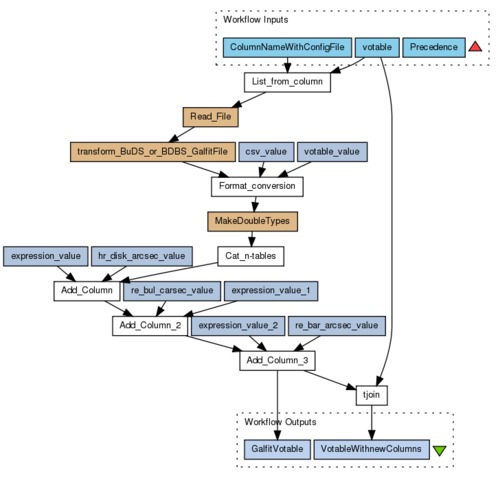 Workflow Inputs
ColumnNameWithConfigFile votable Precedence
List_from_column
Read_File
transform_BuDS_or_BDBS_GalfitFile csv_value votable_value
Format_conversion
MakeDoubleTypes
expression_value hr_disk_arcsec_value Cat_n-tables
Add_Column re_bul_carsec_value expression_value_1
Add_Column_2 expression_value_2 re_bar_arcsec_value
Add_Column_3
tjoin
Workflow Outputs
GalfitVotable VotableWithnewColumns